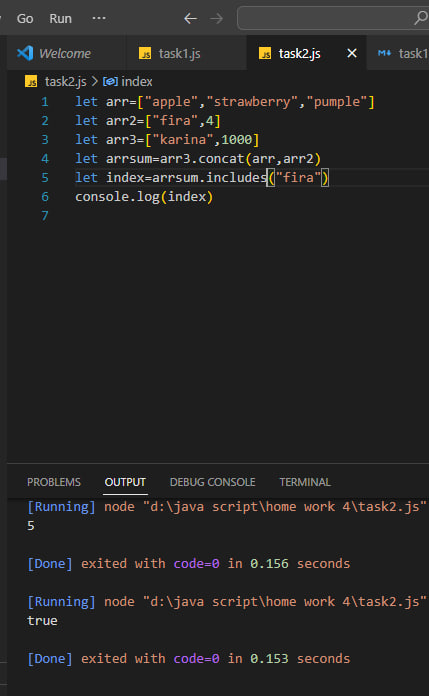 Go Run ··· ← →
Welcome JS task1.js JS task2.js × task1
JS task2.js > index
1 let arr=["apple","strawberry","pumple"]
2 let arr2=["fira",4]
3 let arr3=["karina",1000]
4 let arrsum=arr3.concat(arr,arr2)
5 let index=arrsum.includes("fira")
6 console.log(index)
7
PROBLEMS OUTPUT DEBUG CONSOLE TERMINAL
[Running] node "d:\java script\home work 4\task2.js"
5
[Done] exited with code=0 in 0.156 seconds
[Running] node "d:\java script\home work 4\task2.js"
true
[Done] exited with code=0 in 0.153 seconds